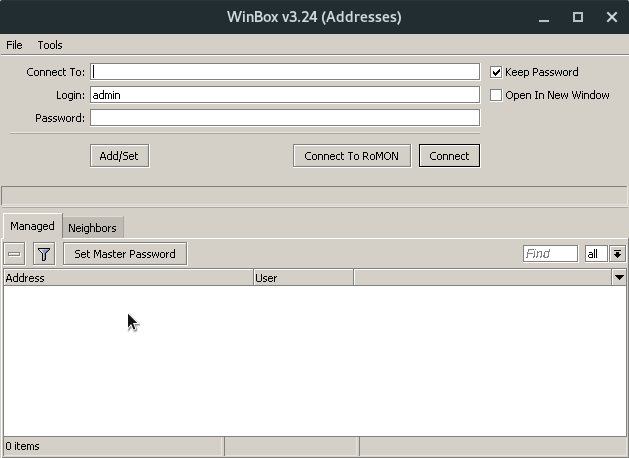 WinBox v3.24 (Addresses)
File Tools
Connect To: Keep Password
Login: admin Open In New Window
Password:
Add/Set Connect To RoMON Connect
Managed Neighbors
Set Master Password Find all
Address User
0 items